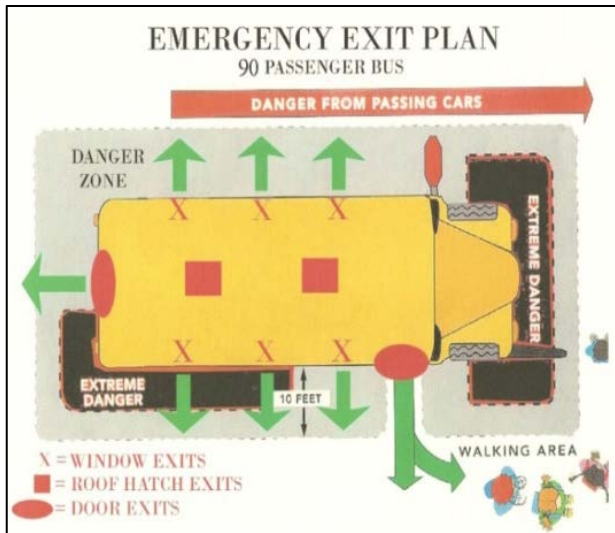 EMERGENCY EXIT PLAN
90 PASSENGER BUS
DANGER FROM PASSING CARS
DANGER
ZONE
X
X
X
EXTREME DANGER
X
X
X
EXTREME
DANGER
10 FEET
WALKING AREA
X = WINDOW EXITS
= ROOF HATCH EXITS
= DOOR EXITS